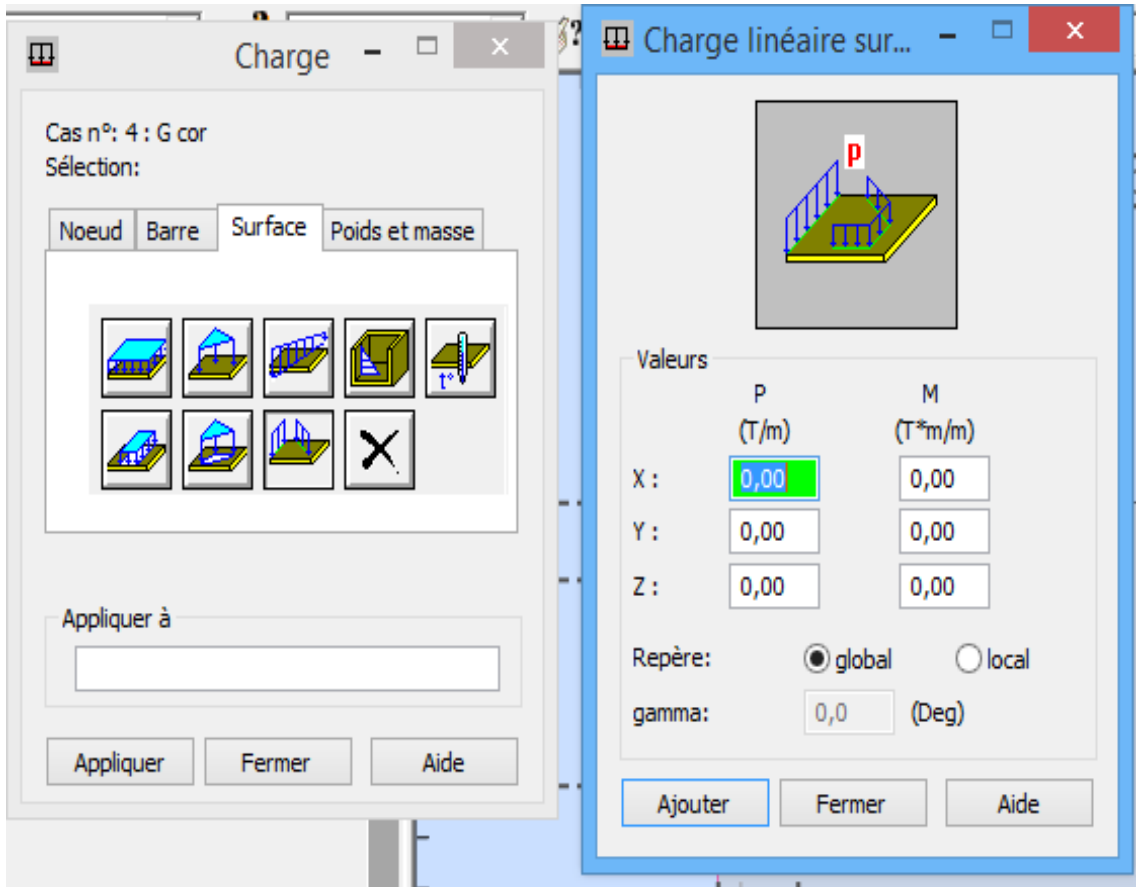 Charge
Cas n°: 4 : G cor
Sélection:
Noeud Barre Surface Poids et masse
t°
Appliquer à
Appliquer Fermer Aide
Charge linéaire sur...
p
Valeurs
P M
(T/m) (T*m/m)
X : 0,00 0,00
Y : 0,00 0,00
Z : 0,00 0,00
Repère: global local
gamma: 0,0 (Deg)
Ajouter Fermer Aide